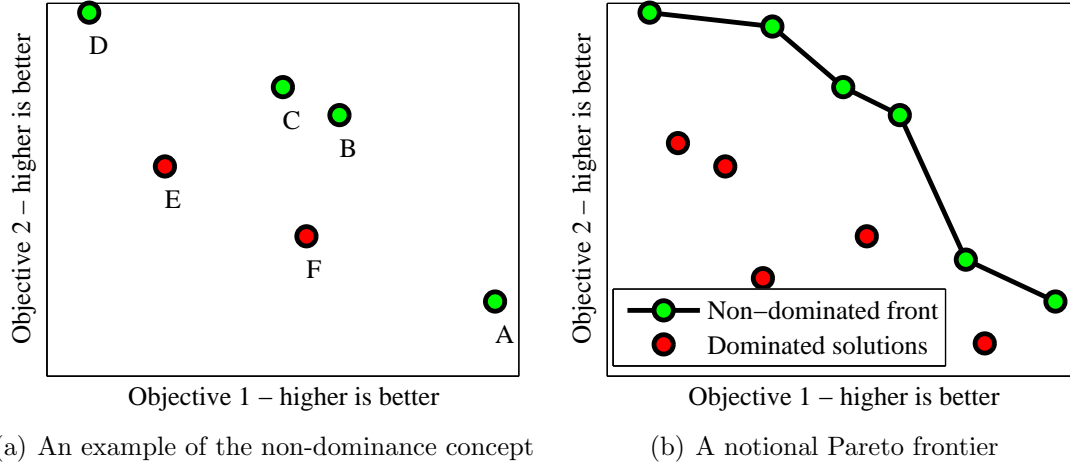 Objective 2 – higher is better
D
C
B
E
F
A
Objective 1 – higher is better
a) An example of the non-dominance concept
Objective 2 – higher is better
Non–dominated front
Dominated solutions
Objective 1 – higher is better
(b) A notional Pareto frontier